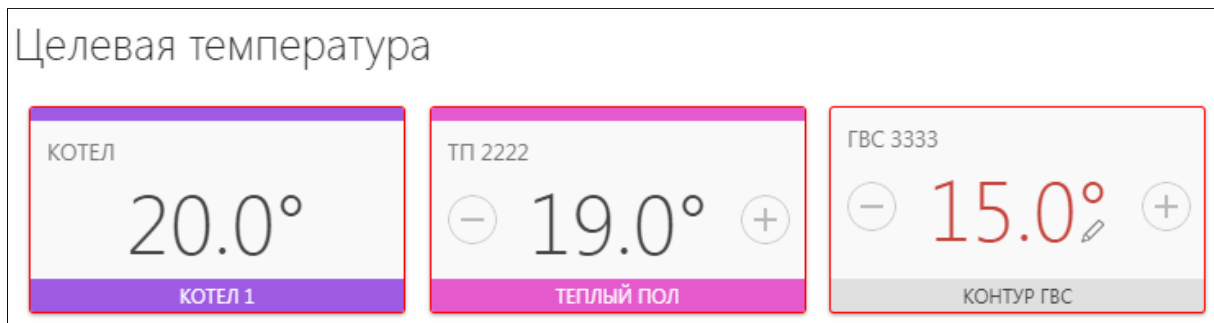 Целевая температура
КОТЕЛ
20.0°
КОТЕЛ 1
ТП 2222
19.0°
ТЕПЛЫЙ ПОЛ
ГВС 3333
15.0°
КОНТУР ГВС